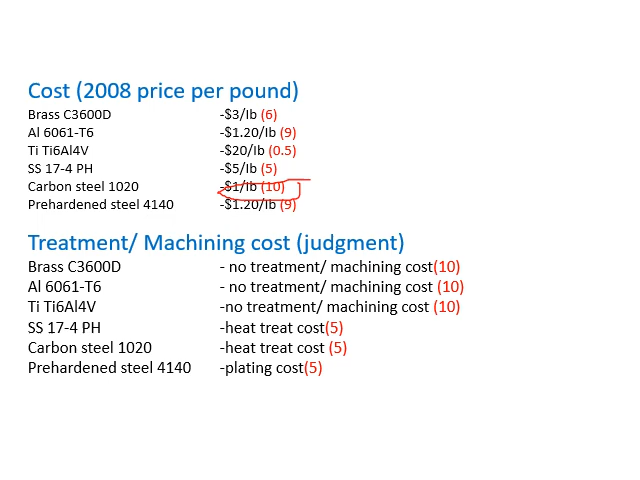 Cost (2008 price per pound)
Brass C3600D -$3/lb (6)
Al 6061-T6 -$1.20/lb (9)
Ti Ti6Al4V -$20/lb (0.5)
SS 17-4 PH -$5/lb (5)
Carbon steel 1020 -$1/lb (10)
Prehardened steel 4140 -$1.20/lb (9)
Treatment/ Machining cost (judgment)
Brass C3600D - no treatment/ machining cost(10)
Al 6061-T6 - no treatment/ machining cost (10)
Ti Ti6Al4V -no treatment/ machining cost (10)
SS 17-4 PH -heat treat cost(5)
Carbon steel 1020 -heat treat cost (5)
Prehardened steel 4140 -plating cost(5)